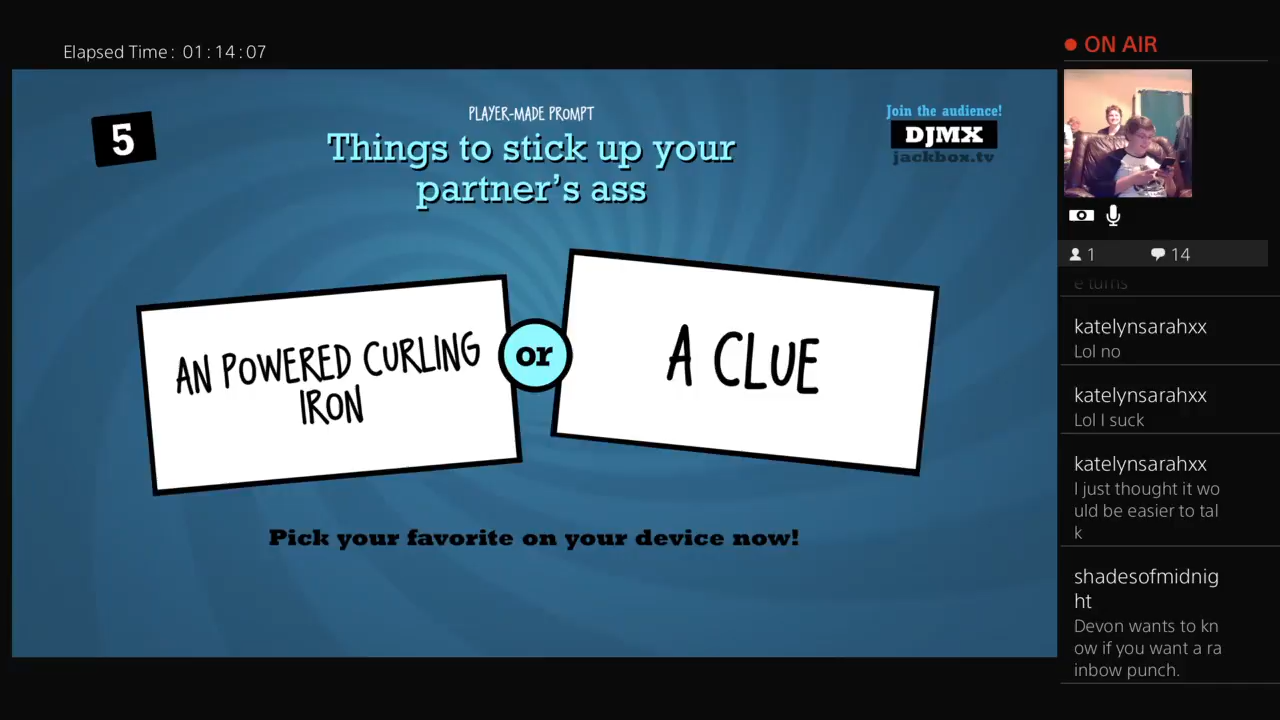 Elapsed Time: 01:14:07
ON AIR
5
PLAYER-MADE PROMPT
Things to stick up your
partner's ass
Join the audience!
DJMX
jackbox.tv
AN POWERED CURLING
IRON
or
A CLUE
Pick your favorite on your device now!
1
14
e turns
katelynsarahxx
Lol no
katelynsarahxx
Lol I suck
katelynsarahxx
I just thought it wo
uld be easier to tal
k
shadesofmidnig
ht
Devon wants to kn
ow if you want a ra
inbow punch.